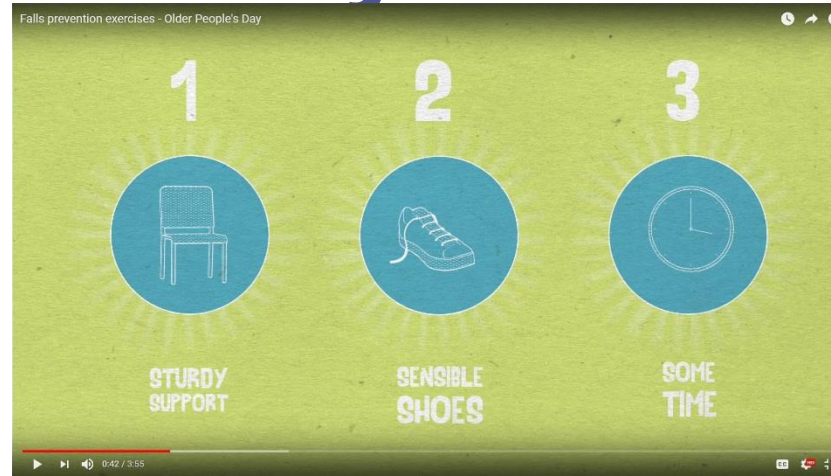 Falls prevention exercises - Older People's Day
1
2
3
STURDY
SUPPORT
SENSIBLE
SHOES
SOME
TIME
0:42 / 3:55
CC